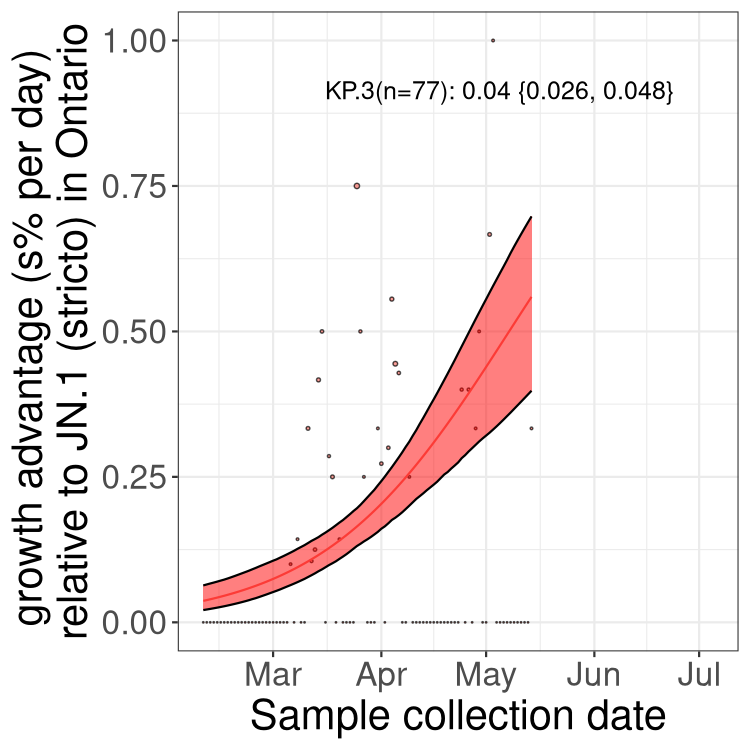 growth advantage (s% per day)
relative to JN.1 (stricto) in Ontario
1.00
0.75
0.50
0.25
0.00
KP.3(n=77): 0.04 {0.026, 0.048}
Mar Apr May Jun Jul
Sample collection date